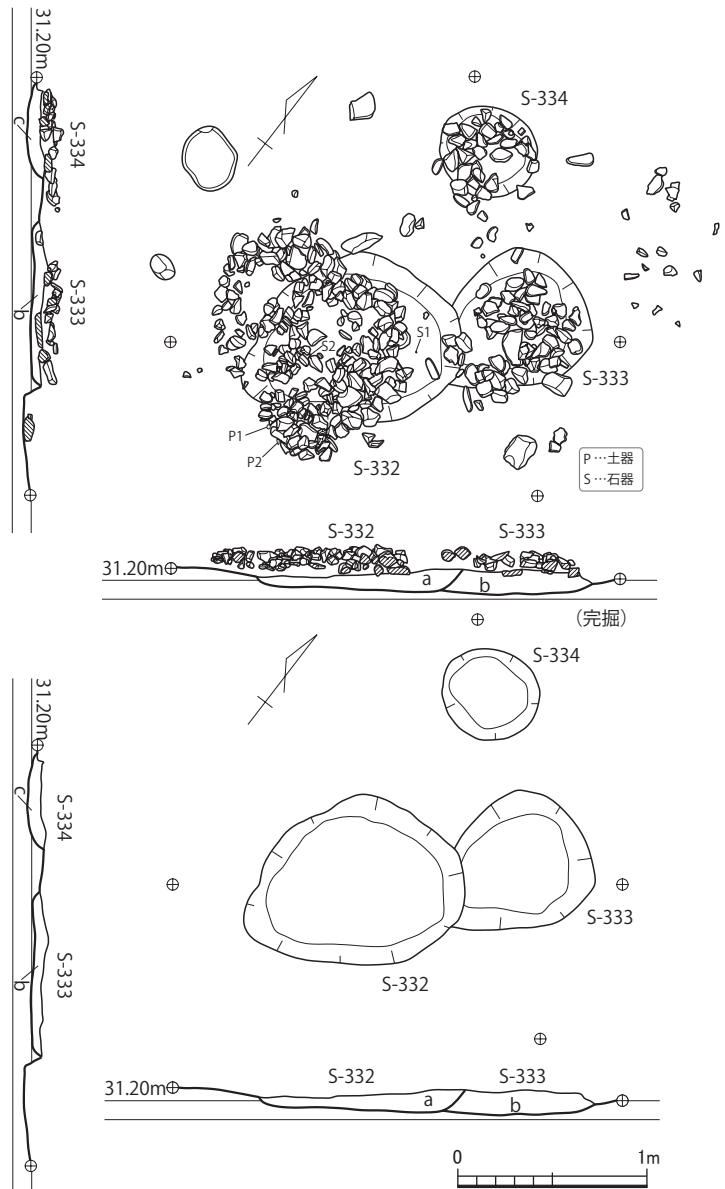 31.20m
S-334
c
S-333
b
S-334
S1
S2
S-333
P1
P2
S-332
P…土器
S…石器
S-332
S-333
31.20m
a
b
(完掘)
31.20m
S-334
c
S-333
b
S-334
S-333
S-332
S-332
S-333
31.20m
a
b
0
1m